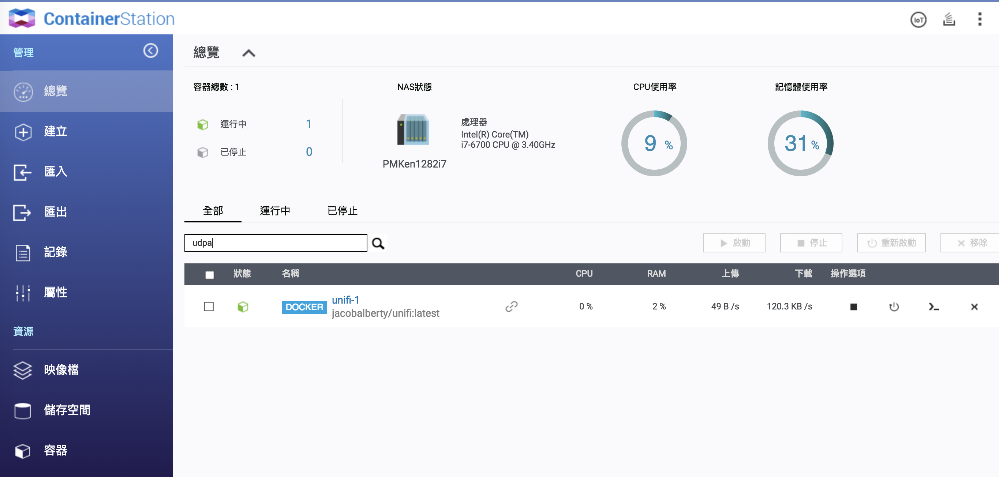 ContainerStation
IoT
管理
總覽
建立
匯入
匯出
記錄
屬性
資源
映像檔
儲存空間
容器
總覽
容器總數 : 1
運行中 1
已停止 0
NAS狀態
PMKen1282i7
處理器
Intel(R) Core(TM)
i7-6700 CPU @ 3.40GHz
CPU使用率
9 %
記憶體使用率
31 %
全部 運行中 已停止
udpa
啟動 停止 重新啟動 移除
狀態 名稱 CPU RAM 上傳 下載 操作選項
DOCKER unifi-1
jacobalberty/unifi:latest
0 % 2 % 49 B /s 120.3 KB /s